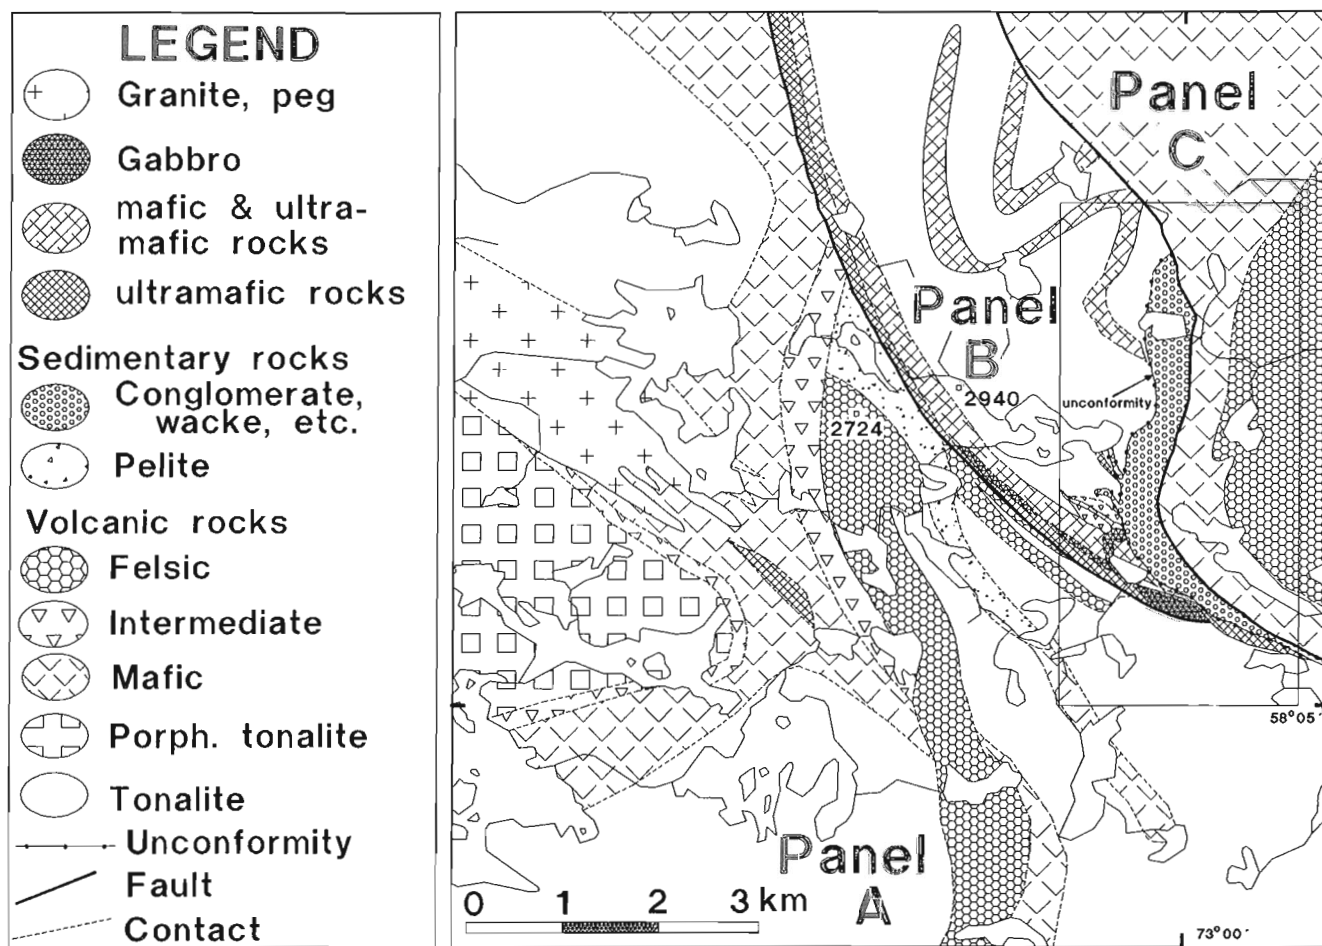 LEGEND
Granite, peg
Gabbro
mafic & ultra-
mafic rocks
ultramafic rocks
Sedimentary rocks
Conglomerate,
wacke, etc.
Pelite
Volcanic rocks
Felsic
Intermediate
Mafic
Porph. tonalite
Tonalite
Unconformity
Fault
Contact
Panel
C
Panel
B
2940
2724
unconformity
58°05'
Panel
A
0 1 2 3 km
73°00'